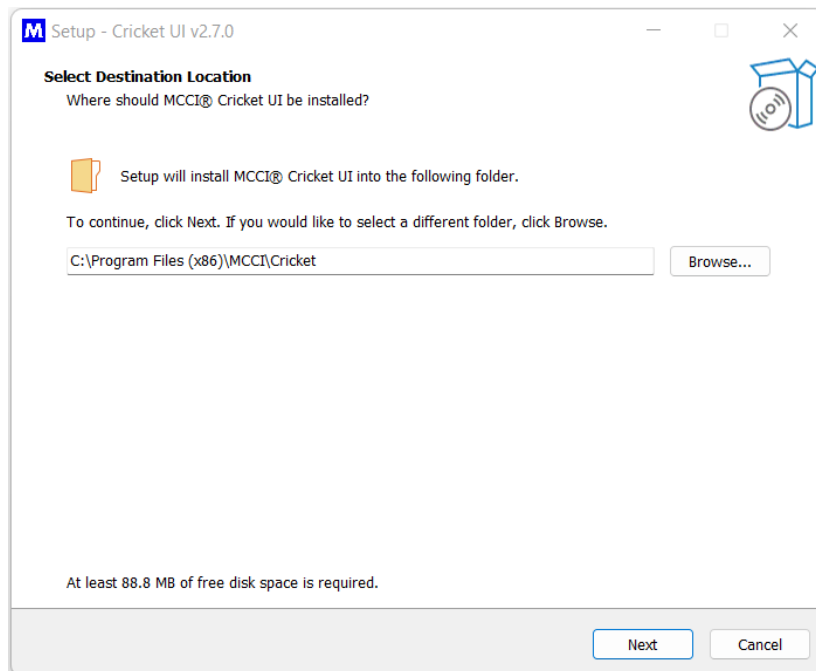 M Setup - Cricket UI v2.7.0
Select Destination Location
Where should MCCI® Cricket UI be installed?
Setup will install MCCI® Cricket UI into the following folder.
To continue, click Next. If you would like to select a different folder, click Browse.
C:\Program Files (x86)\MCCI\Cricket
Browse...
At least 88.8 MB of free disk space is required.
Next
Cancel